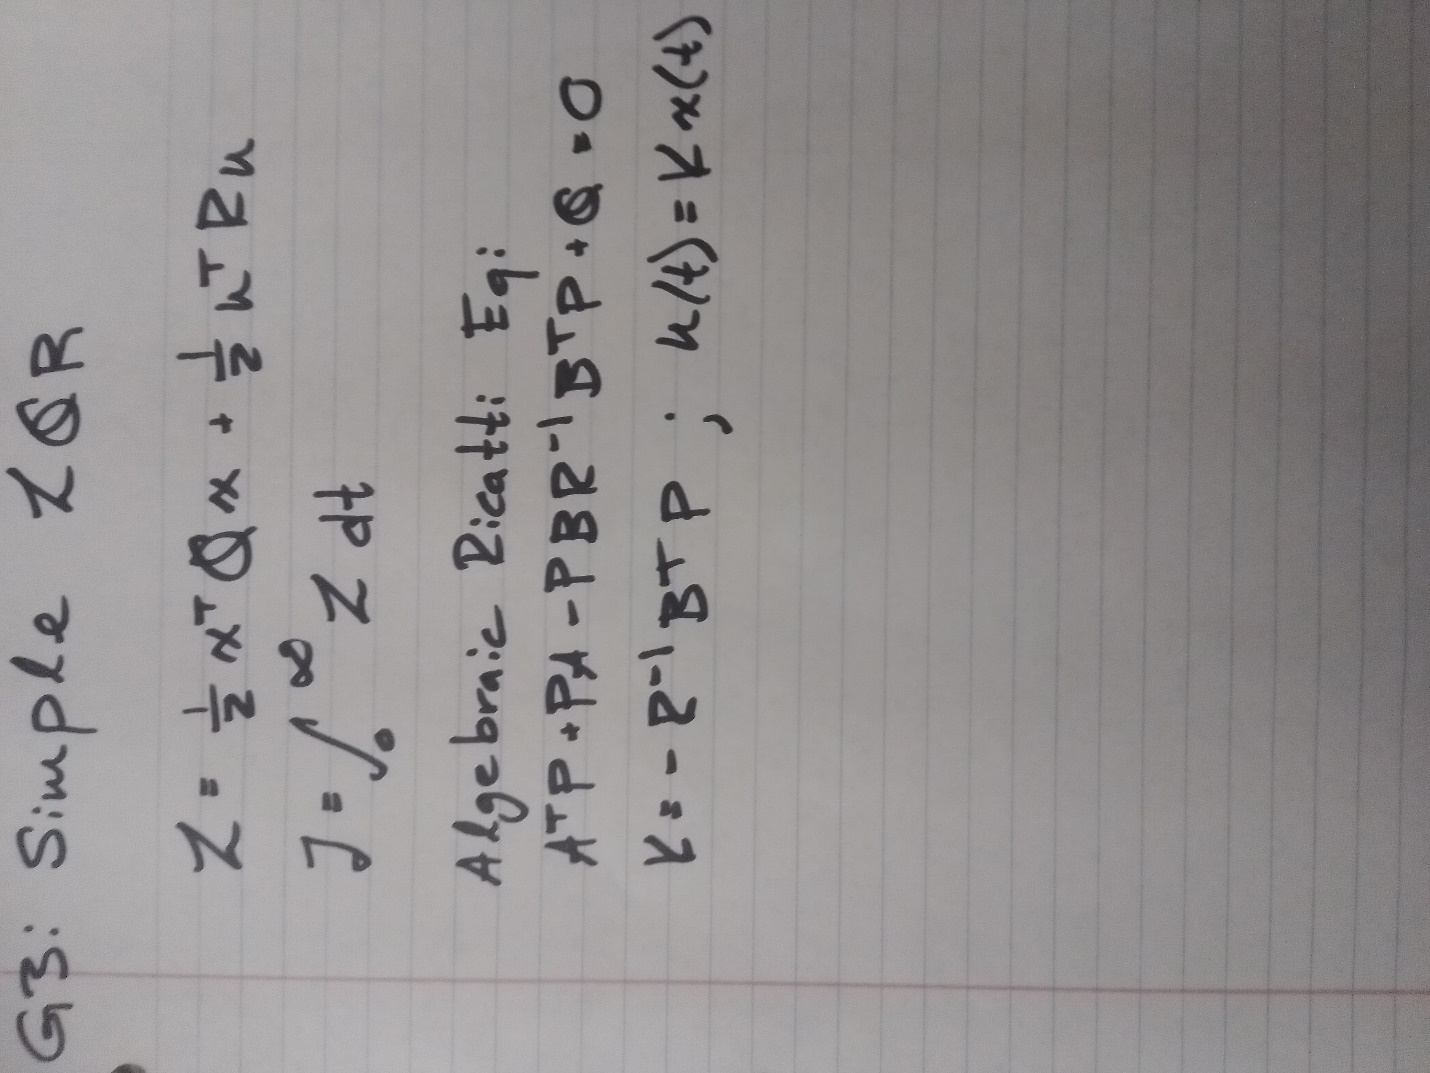 G3: Simple LQR
L = 1/2 xᵀQx + 1/2 uᵀRu
J = ∫₀^∞ L dt
Algebraic Ricatti Eq:
AᵀP + PA - PBR⁻¹BᵀP + Q = 0
K = -R⁻¹BᵀP ; u(t) = Kx(t)